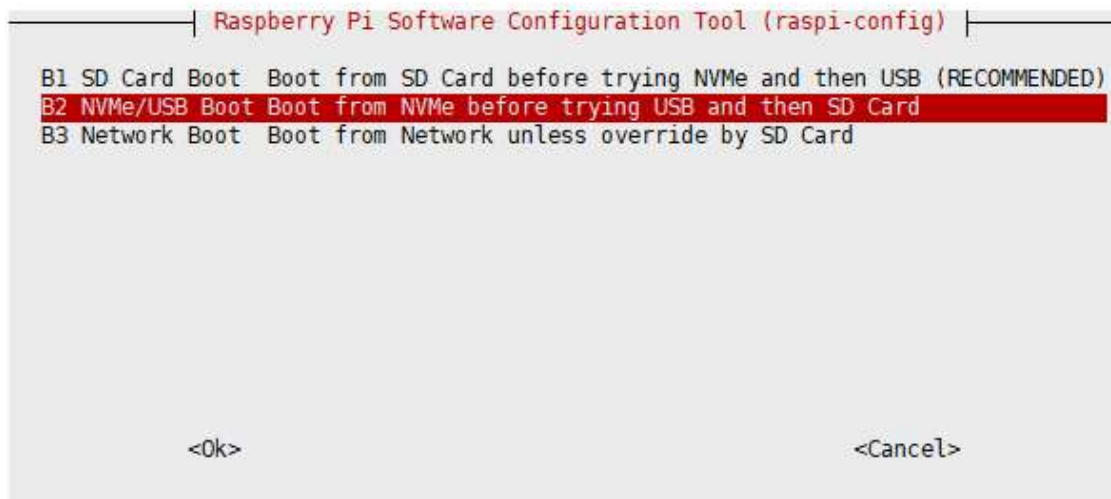 Raspberry Pi Software Configuration Tool (raspi-config)
B1 SD Card Boot Boot from SD Card before trying NVMe and then USB (RECOMMENDED)
B2 NVMe/USB Boot Boot from NVMe before trying USB and then SD Card
B3 Network Boot Boot from Network unless override by SD Card
<Ok> <Cancel>